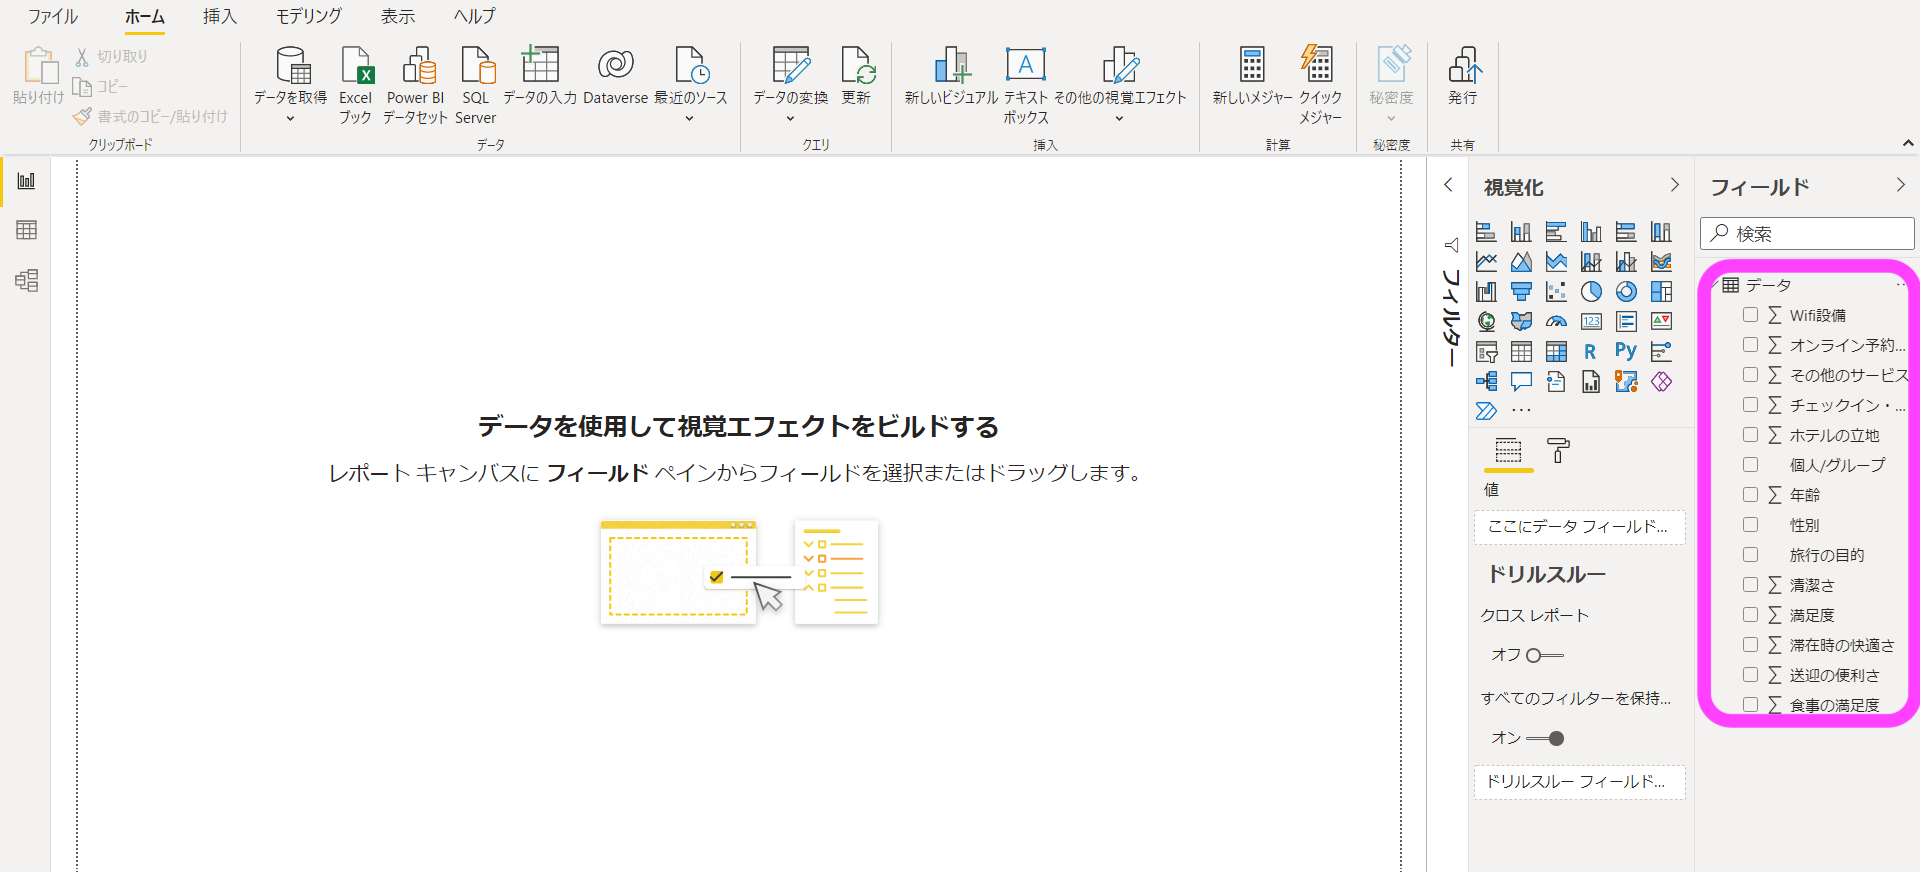 ファイル
ホーム
挿入
モデリング
表示
ヘルプ
貼り付け
切り取り
コピー
書式のコピー/貼り付け
クリップボード
データを取得
Excel
ブック
Power BI
データセット
SQL
Server
データの入力
Dataverse
最近のソース
データ
データの変換
更新
クエリ
新しいビジュアル
テキスト
ボックス
その他の視覚エフェクト
挿入
新しいメジャー
クイック
メジャー
計算
秘密度
秘密度
発行
共有
データを使用して視覚エフェクトをビルドする
レポート キャンバスに フィールド ペインからフィールドを選択またはドラッグします。
フィルター
視覚化
123
R
Py
値
ここにデータ フィールド...
ドリルスルー
クロス レポート
オフ
すべてのフィルターを保持...
オン
ドリルスルー フィールド...
フィールド
検索
データ
Wifi設備
オンライン予約...
その他のサービス
チェックイン・...
ホテルの立地
個人/グループ
年齢
性別
旅行の目的
清潔さ
満足度
滞在時の快適さ
送迎の便利さ
食事の満足度